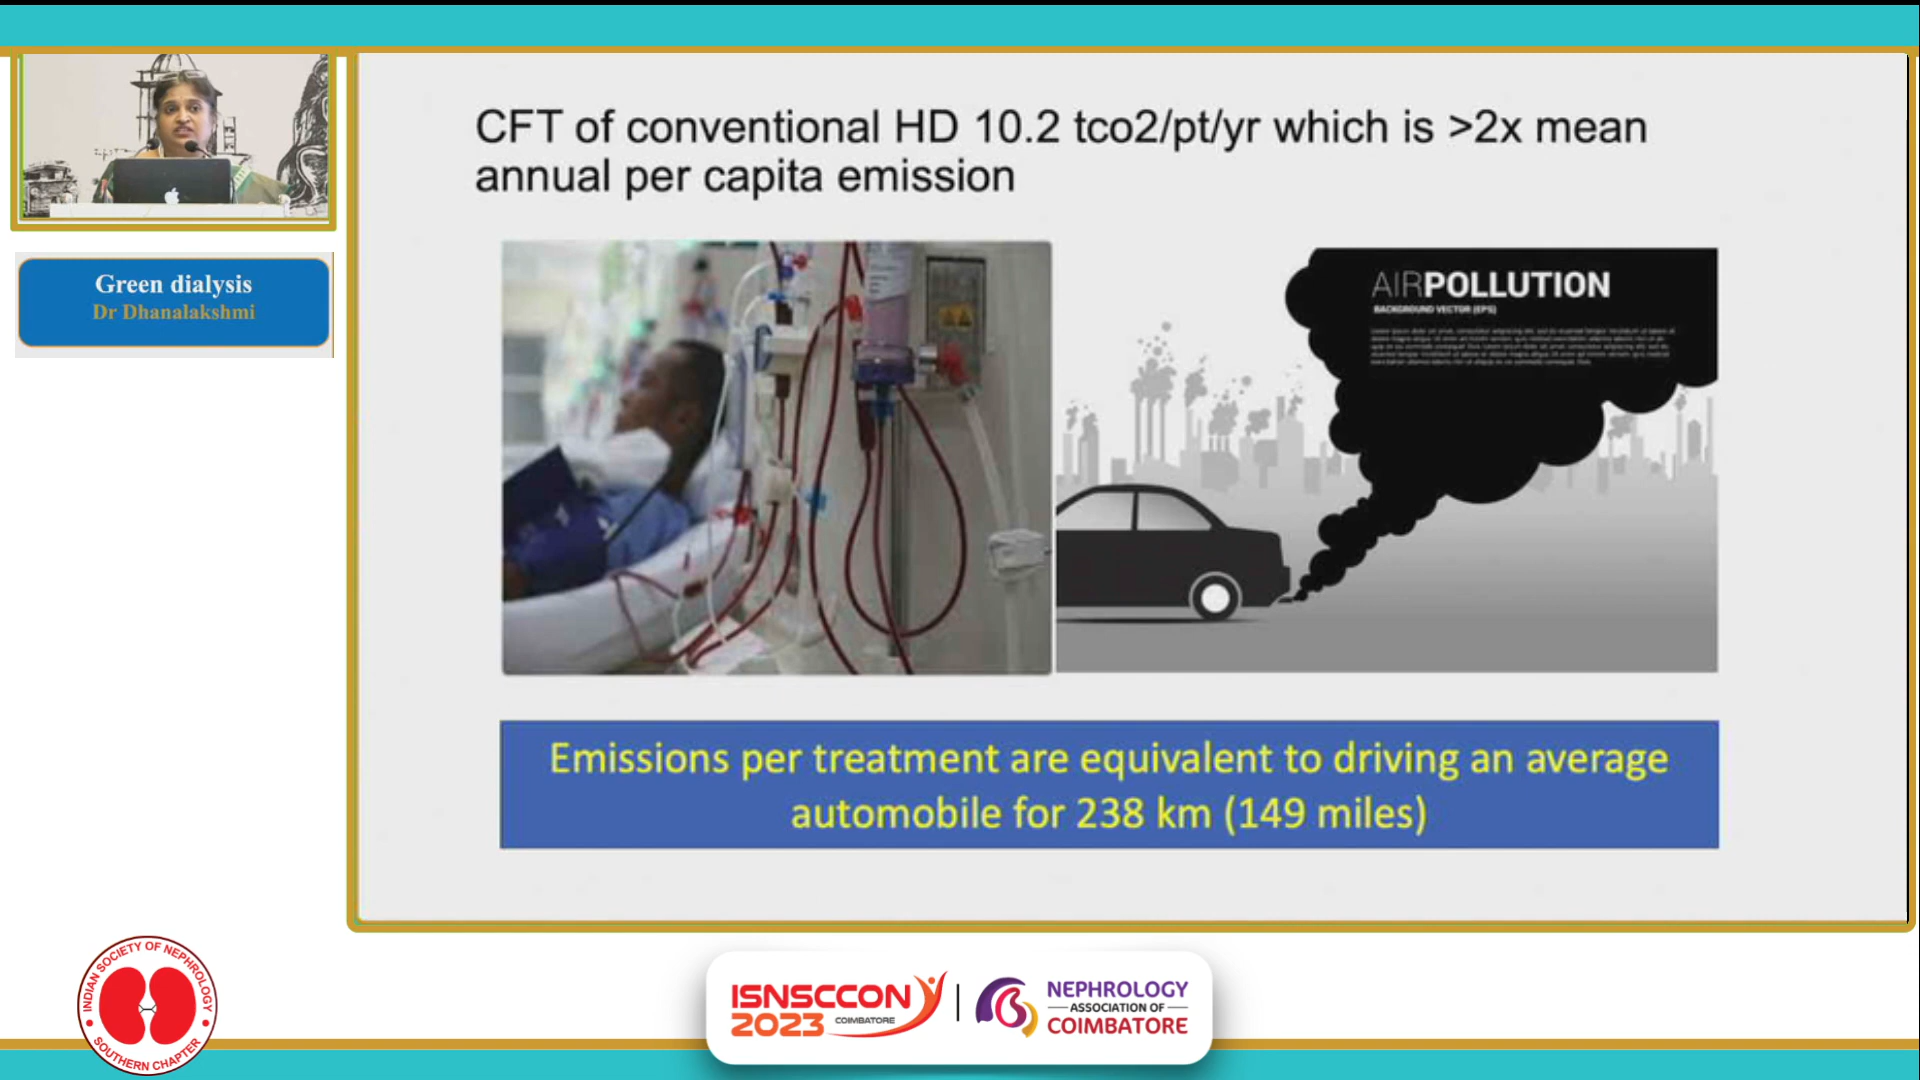 Green dialysis
Dr Dhanalakshmi
CFT of conventional HD 10.2 tco2/pt/yr which is >2x mean
annual per capita emission
AIRPOLLUTION
BACKGROUND VECTOR (EPS)
Emissions per treatment are equivalent to driving an average
automobile for 238 km (149 miles)
INDIAN SOCIETY OF NEPHROLOGY
SOUTHERN CHAPTER
ISNSCCON
2023 COIMBATORE
NEPHROLOGY
ASSOCIATION OF
COIMBATORE